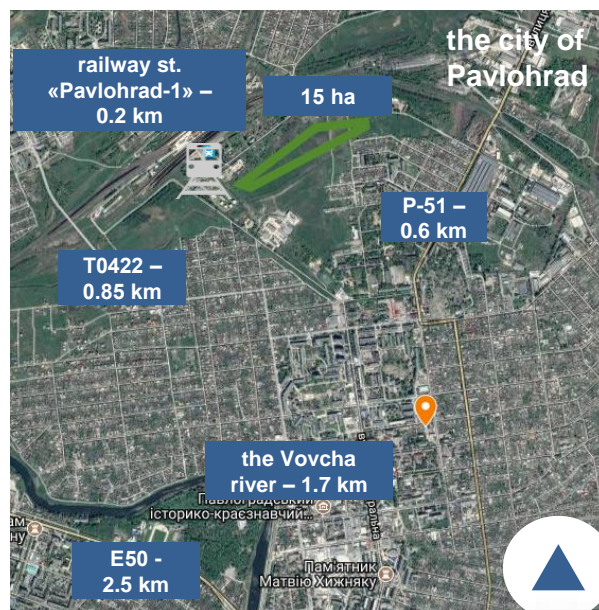 the city of
Pavlohrad
railway st.
«Pavlohrad-1» –
0.2 km
15 ha
P-51 –
0.6 km
T0422 –
0.85 km
the Vovcha
river – 1.7 km
історико-краєзнавчий...
E50 -
2.5 km
Пам'ятник
Матвію Хижняку